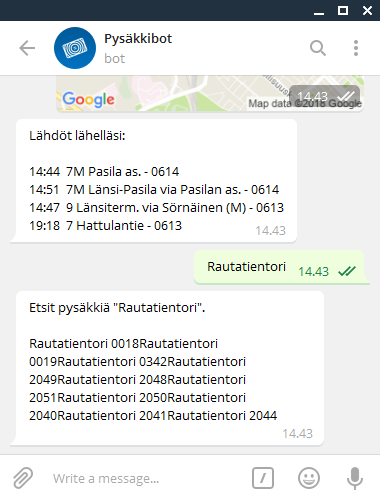 Pysäkkibot
bot
Google
14.43
Map data ©2018 Google
Lähdöt lähelläsi:
14:44 7M Pasila as. - 0614
14:51 7M Länsi-Pasila via Pasilan as. - 0614
14:47 9 Länsiterm. via Sörnäinen (M) - 0613
19:18 7 Hattulantie - 0613
14.43
Rautatientori 14.43
Etsit pysäkkiä "Rautatientori".
Rautatientori 0018Rautatientori
0019Rautatientori 0342Rautatientori
2049Rautatientori 2048Rautatientori
2051Rautatientori 2050Rautatientori
2040Rautatientori 2041Rautatientori 2044
14.43
Write a message...